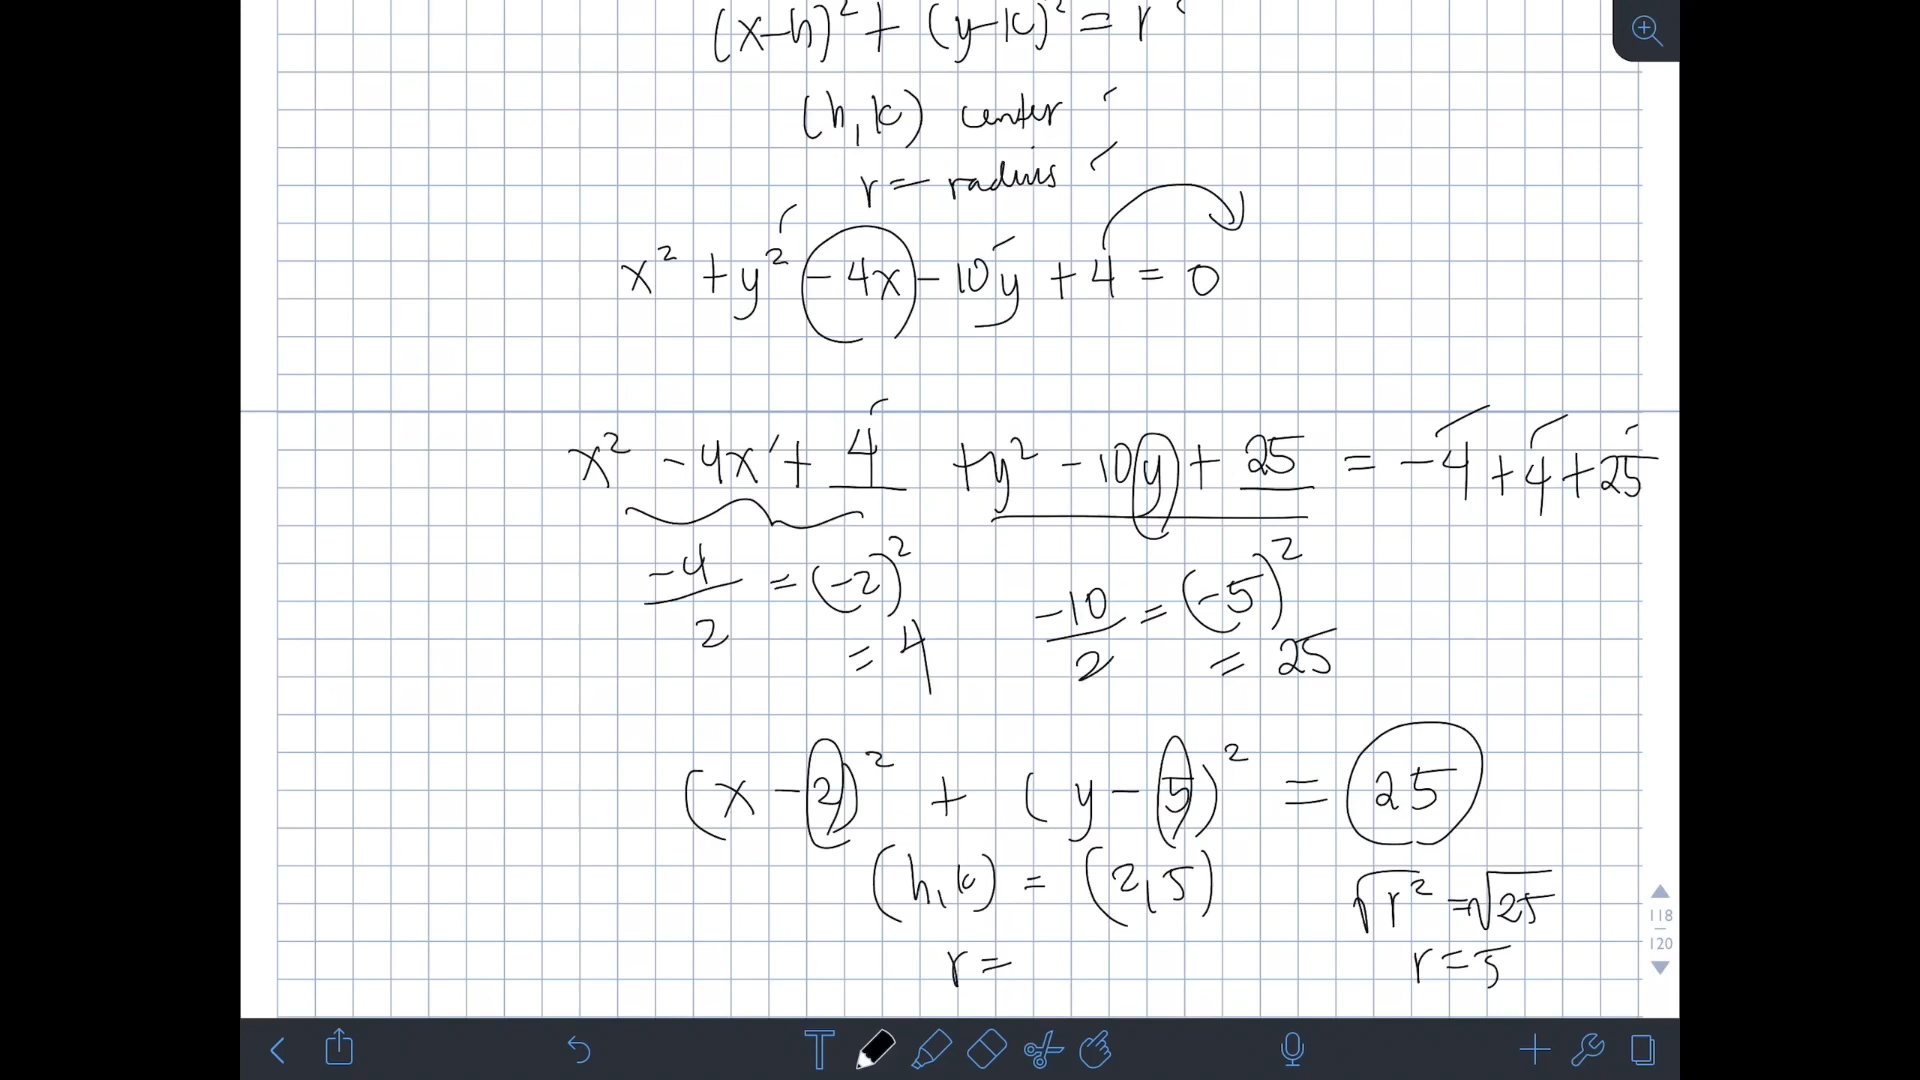 (x-h)² + (y-k)² = r²
(h,k) center
r = radius
x² + y² - 4x - 10y + 4 = 0
x² - 4x + 4 + y² - 10y + 25 = -4 + 4 + 25
-4/2 = (-2)² -10/2 = (-5)²
= 4 = 25
(x - 2)² + (y - 5)² = 25
(h,k) = (2,5) √r² = √25
r = r = 5
118
120
T